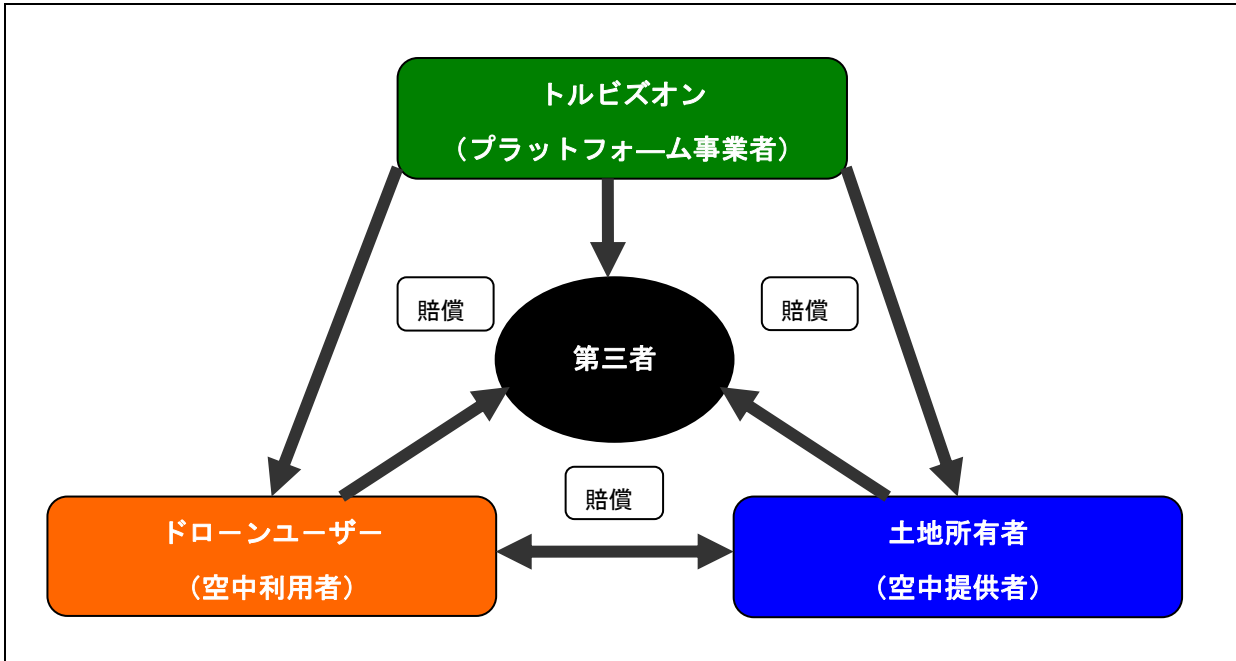 トルビズオン
（プラットフォ―ム事業者）
賠償
賠償
第三者
賠償
ドローンユーザー
（空中利用者）
土地所有者
（空中提供者）